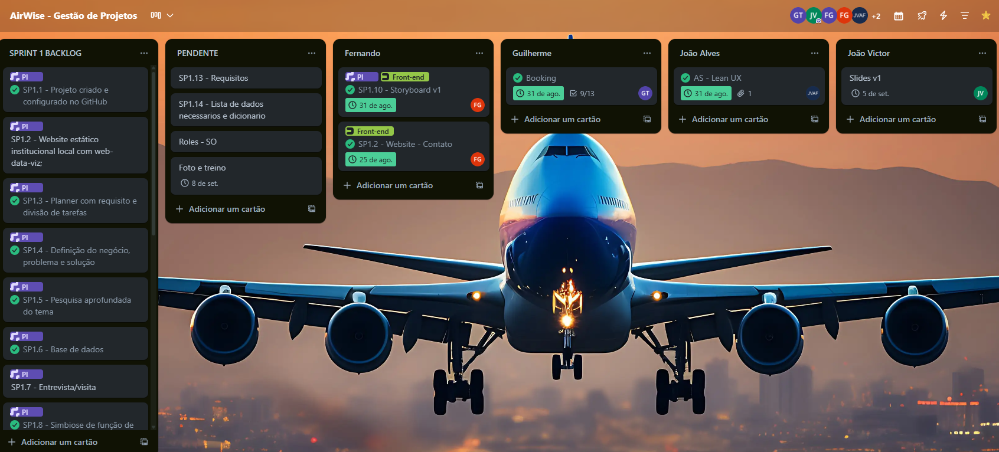 AirWise - Gestão de Projetos
GT
JV
FG
FG
JVAF
+2
SPRINT 1 BACKLOG
PI
SP1.1 - Projeto criado e
configurado no GitHub
PI
SP1.2 - Website estático
institucional local com web-
data-viz;
PI
SP1.3 - Planner com requisito e
divisão de tarefas
PI
SP1.4 - Definição do negócio,
problema e solução
PI
SP1.5 - Pesquisa aprofundada
do tema
PI
SP1.6 - Base de dados
PI
SP1.7 - Entrevista/visita
PI
SP1.8 - Simbiose de função de
Adicionar um cartão
PENDENTE
SP1.13 - Requisitos
SP1.14 - Lista de dados
necessarios e dicionario
Roles - SO
Foto e treino
8 de set.
Adicionar um cartão
Fernando
PI Front-end
SP1.10 - Storyboard v1
31 de ago.
FG
Front-end
SP1.2 - Website - Contato
25 de ago.
FG
Adicionar um cartão
Guilherme
Booking
31 de ago. 9/13
GT
Adicionar um cartão
João Alves
AS - Lean UX
31 de ago. 1
JVAF
Adicionar um cartão
João Victor
Slides v1
5 de set.
JV
Adicionar um cartão